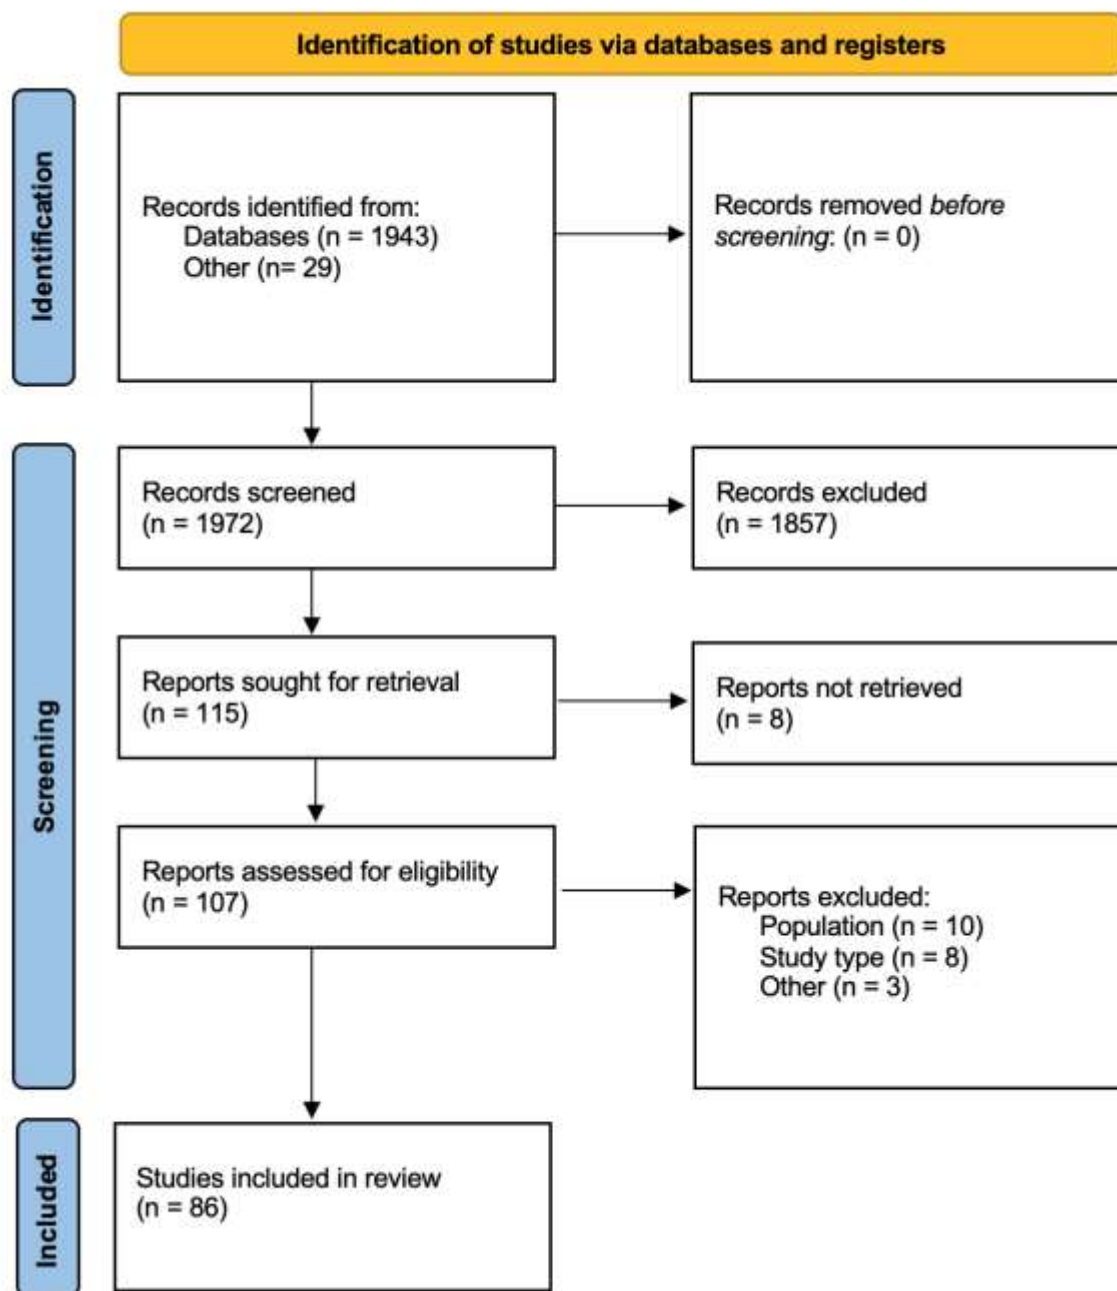 Identification of studies via databases and registers
Identification
Records identified from:
Databases (n = 1943)
Other (n= 29)
Records removed before
screening: (n = 0)
Screening
Records screened
(n = 1972)
Records excluded
(n = 1857)
Reports sought for retrieval
(n = 115)
Reports not retrieved
(n = 8)
Reports assessed for eligibility
(n = 107)
Reports excluded:
Population (n = 10)
Study type (n = 8)
Other (n = 3)
Included
Studies included in review
(n = 86)